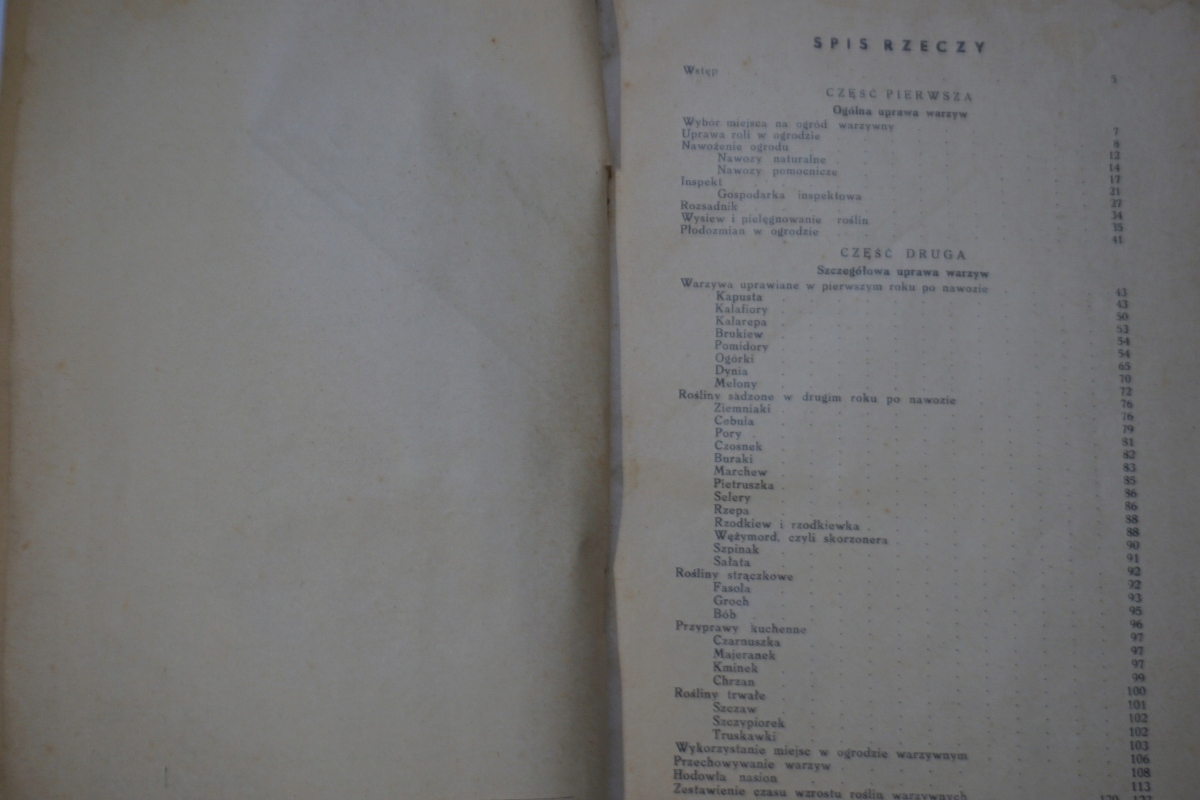 SPIS RZECZY
Wstęp 5
CZĘŚĆ PIERWSZA
Ogólna uprawa warzyw
Wybór miejsca na ogród warzywny 7
Uprawa roli w ogrodzie 8
Nawożenie ogrodu 12
Nawozy naturalne 14
Nawozy pomocnicze 17
Inspekt 21
Gospodarka inspektowa 27
Rozsadnik 34
Wysiew i pielęgnowanie roślin 35
Płodozmian w ogrodzie 41
CZĘŚĆ DRUGA
Szczegółowa uprawa warzyw
Warzywa uprawiane w pierwszym roku po nawozie 43
Kapusta 43
Kalafiory 50
Kalarepa 53
Brukiew 54
Pomidory 54
Ogórki 65
Dynia 70
Melony 72
Rośliny sadzone w drugim roku po nawozie 76
Ziemniaki 76
Cebula 79
Pory 81
Czosnek 82
Buraki 83
Marchew 85
Pietruszka 86
Selery 86
Rzepa 88
Rzodkiew i rzodkiewka 88
Wężymord, czyli skorzonera 90
Szpinak 91
Sałata 92
Rośliny strączkowe 92
Fasola 93
Groch 95
Bób 96
Przyprawy kuchenne 97
Czarnuszka 97
Majeranek 97
Kminek 99
Chrzan 100
Rośliny trwałe 101
Szczaw 102
Szczypiorek 102
Truskawki 103
Wykorzystanie miejsc w ogrodzie warzywnym 106
Przechowywanie warzyw 108
Hodowla nasion 113
Zestawienie czasu wzrostu roślin warzywnych